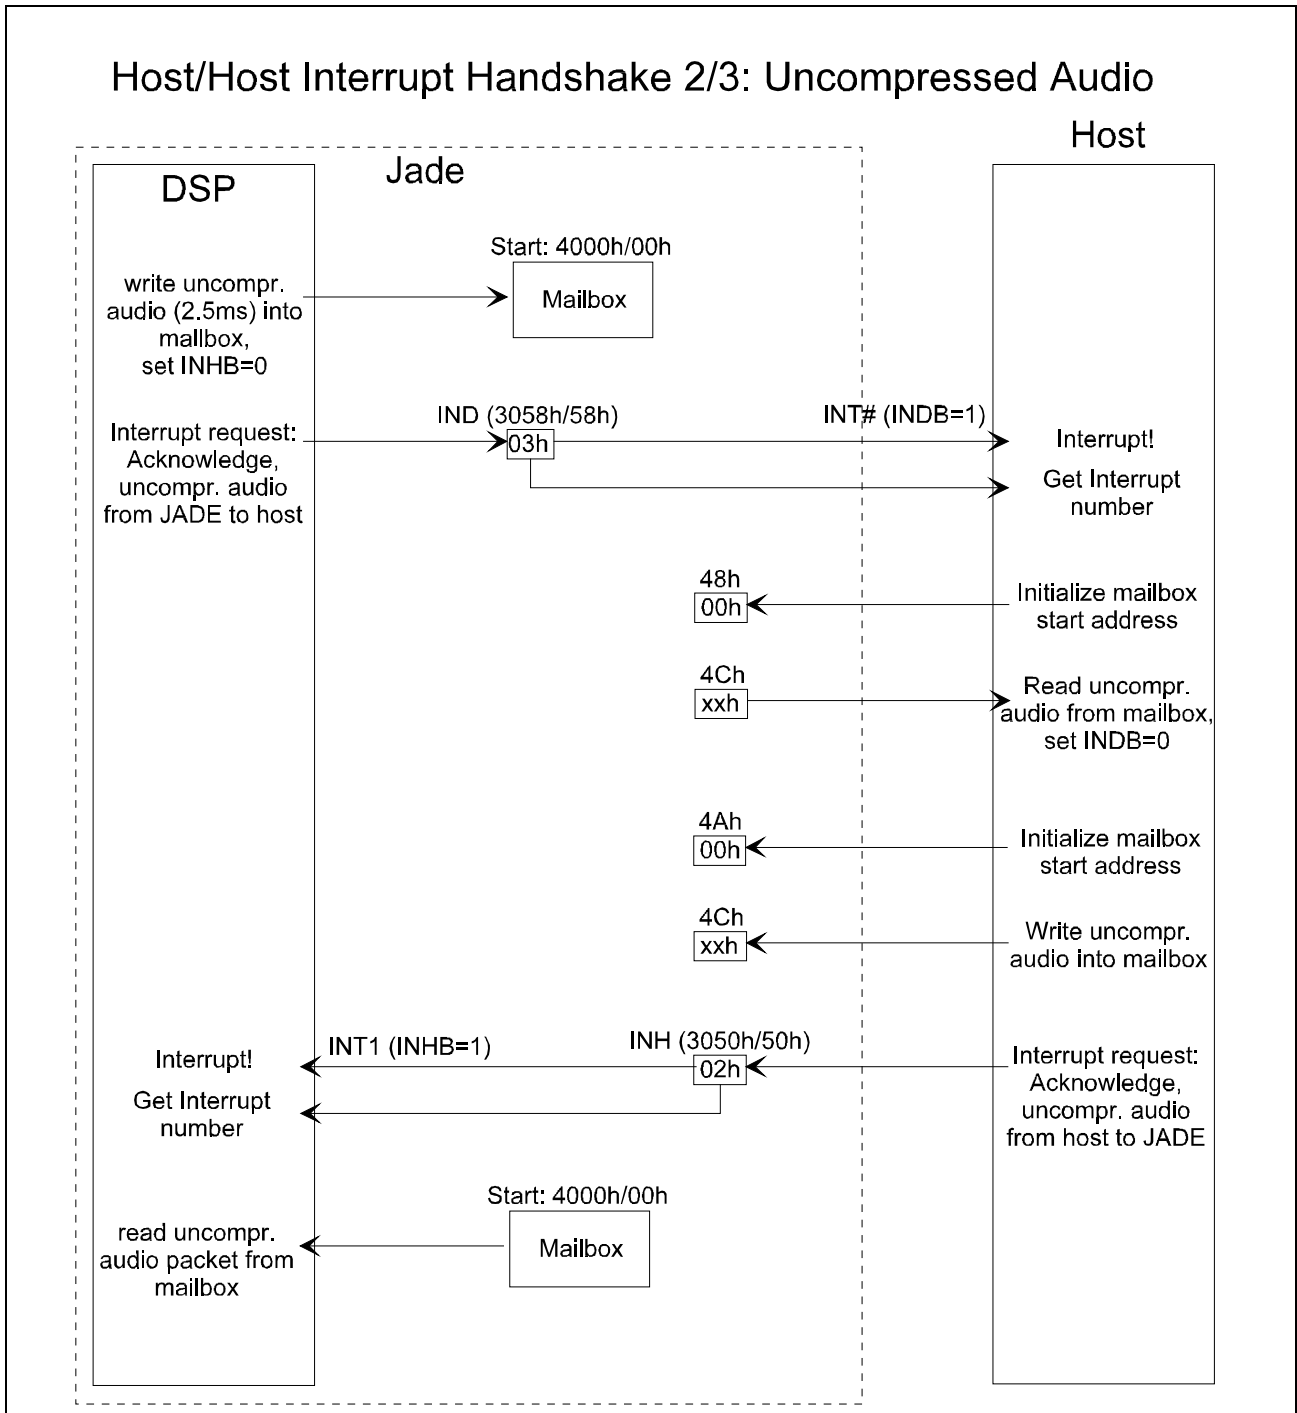 Host/Host Interrupt Handshake 2/3: Uncompressed Audio
Host
Jade
DSP
Start: 4000h/00h
Mailbox
write uncompr.
audio (2.5ms) into
mallbox,
set INHB=0
IND (3058h/58h)
INT# (INDB=1)
03h
Interrupt request:
Acknowledge,
uncompr. audio
from JADE to host
Interrupt!
Get Interrupt
number
48h
00h
Initialize mailbox
start address
4Ch
xxh
Read uncompr.
audio from mailbox,
set INDB=0
4Ah
00h
Initialize mailbox
start address
4Ch
xxh
Write uncompr.
audio into mailbox
INT1 (INHB=1)
INH (3050h/50h)
02h
Interrupt!
Get Interrupt
number
Interrupt request:
Acknowledge,
uncompr. audio
from host to JADE
Start: 4000h/00h
Mailbox
read uncompr.
audio packet from
mailbox